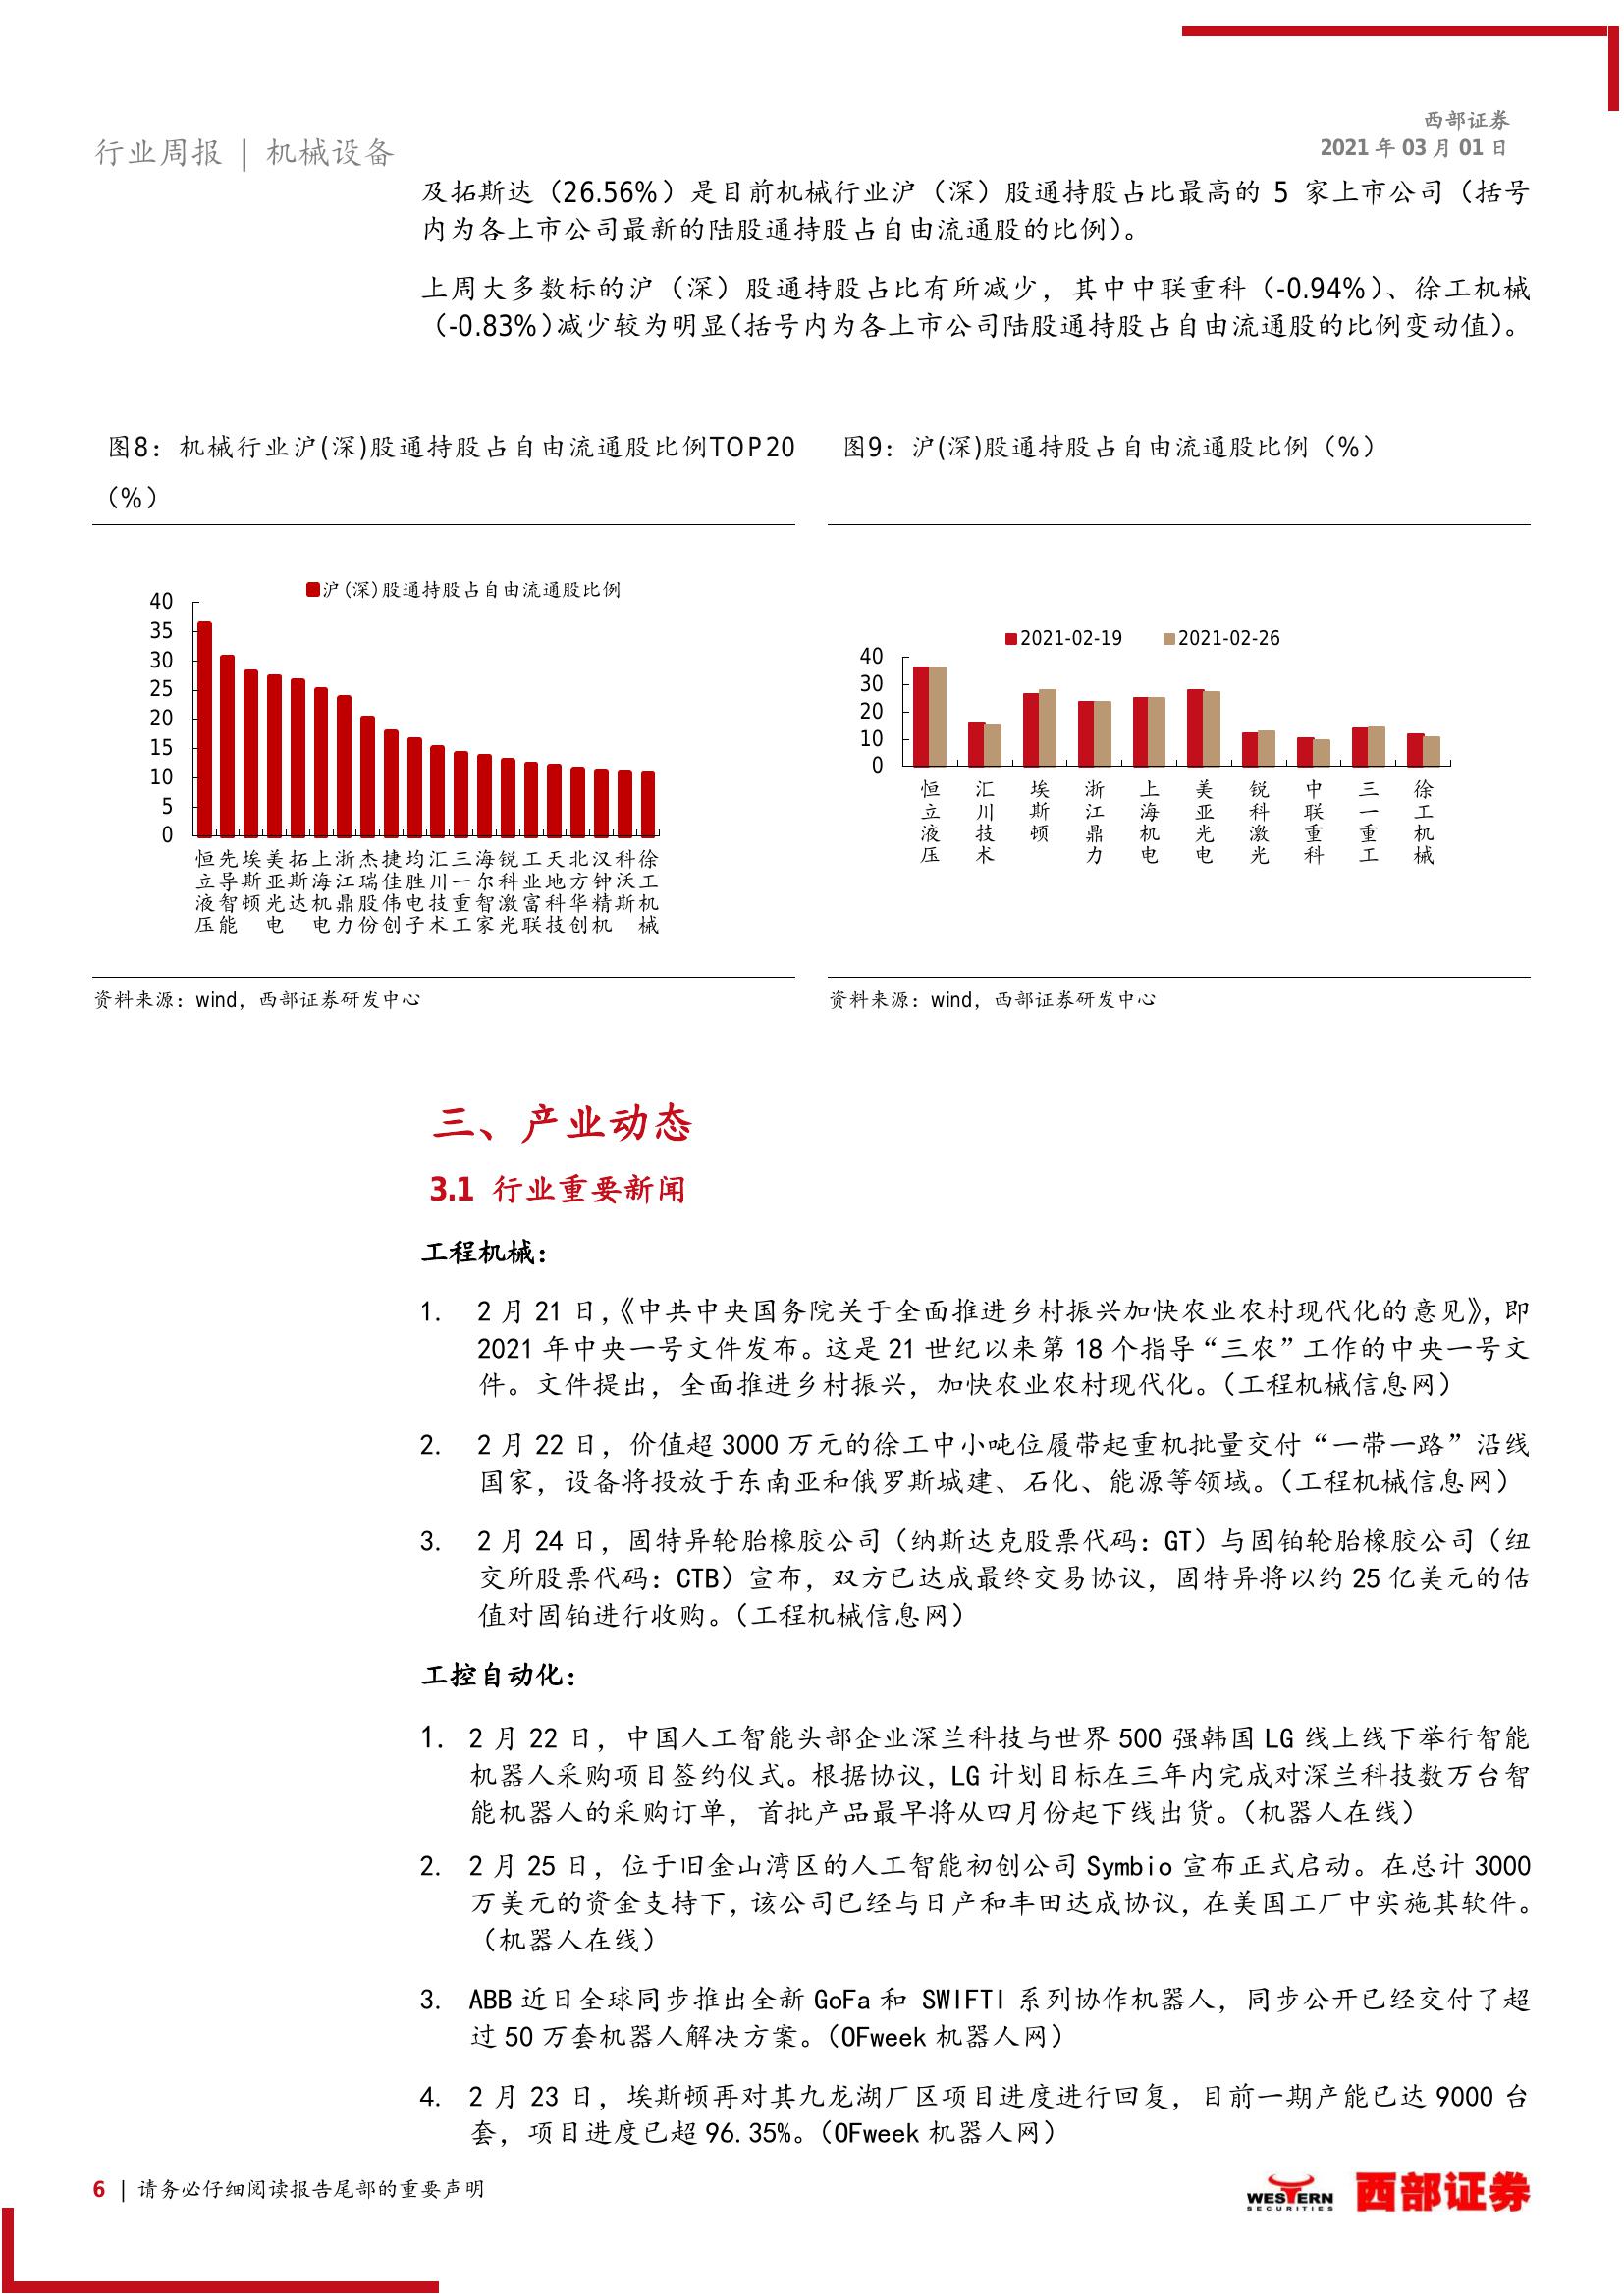 西部证券
行业周报 | 机械设备
2021 年 03 月 01 日
及拓斯达（26.56%）是目前机械行业沪（深）股通持股占比最高的 5 家上市公司（括号
内为各上市公司最新的陆股通持股占自由流通股的比例）。
上周大多数标的沪（深）股通持股占比有所减少，其中中联重科（-0.94%）、徐工机械
（-0.83%）减少较为明显（括号内为各上市公司陆股通持股占自由流通股的比例变动值）。
图8：机械行业沪(深)股通持股占自由流通股比例TOP20
（%）
沪(深)股通持股占自由流通股比例
40
35
30
25
20
15
10
5
0
恒立液压
先导智能
埃斯顿
美亚光电
拓斯达
上海机电
浙江鼎力
杰瑞股份
捷佳伟创
均胜电子
汇川技术
三一重工
海尔智家
锐科激光
工业富联
天地科技
北方华创
汉钟精机
科沃斯
徐工机械
资料来源：wind，西部证券研发中心
图9：沪(深)股通持股占自由流通股比例（%）
2021-02-19 2021-02-26
40
30
20
10
0
恒立液压
汇川技术
埃斯顿
浙江鼎力
上海机电
美亚光电
锐科激光
中联重科
三一重工
徐工机械
资料来源：wind，西部证券研发中心
三、产业动态
3.1 行业重要新闻
工程机械：
1. 2 月 21 日，《中共中央国务院关于全面推进乡村振兴加快农业农村现代化的意见》，即
2021 年中央一号文件发布。这是 21 世纪以来第 18 个指导“三农”工作的中央一号文
件。文件提出，全面推进乡村振兴，加快农业农村现代化。（工程机械信息网）
2. 2 月 22 日，价值超 3000 万元的徐工中小吨位履带起重机批量交付“一带一路”沿线
国家，设备将投放于东南亚和俄罗斯城建、石化、能源等领域。（工程机械信息网）
3. 2 月 24 日，固特异轮胎橡胶公司（纳斯达克股票代码：GT）与固铂轮胎橡胶公司（纽
交所股票代码：CTB）宣布，双方已达成最终交易协议，固特异将以约 25 亿美元的估
值对固铂进行收购。（工程机械信息网）
工控自动化：
1. 2 月 22 日，中国人工智能头部企业深兰科技与世界 500 强韩国 LG 线上线下举行智能
机器人采购项目签约仪式。根据协议，LG 计划目标在三年内完成对深兰科技数万台智
能机器人的采购订单，首批产品最早将从四月份起下线出货。（机器人在线）
2. 2 月 25 日，位于旧金山湾区的人工智能初创公司 Symbio 宣布正式启动。在总计 3000
万美元的资金支持下，该公司已经与日产和丰田达成协议，在美国工厂中实施其软件。
（机器人在线）
3. ABB 近日全球同步推出全新 GoFa 和 SWIFTI 系列协作机器人，同步公开已经交付了超
过 50 万套机器人解决方案。（OFweek 机器人网）
4. 2 月 23 日，埃斯顿再对其九龙湖厂区项目进度进行回复，目前一期产能已达 9000 台
套，项目进度已超 96.35%。（OFweek 机器人网）
6 | 请务必仔细阅读报告尾部的重要声明
WESTERN
SECURITIES
西部证券